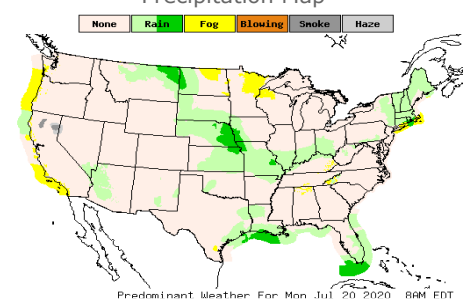 Precipitation Map
None Rain Fog Blowing Smoke Haze
Predominant Weather For Mon Jul 20 2020 8AM EDT